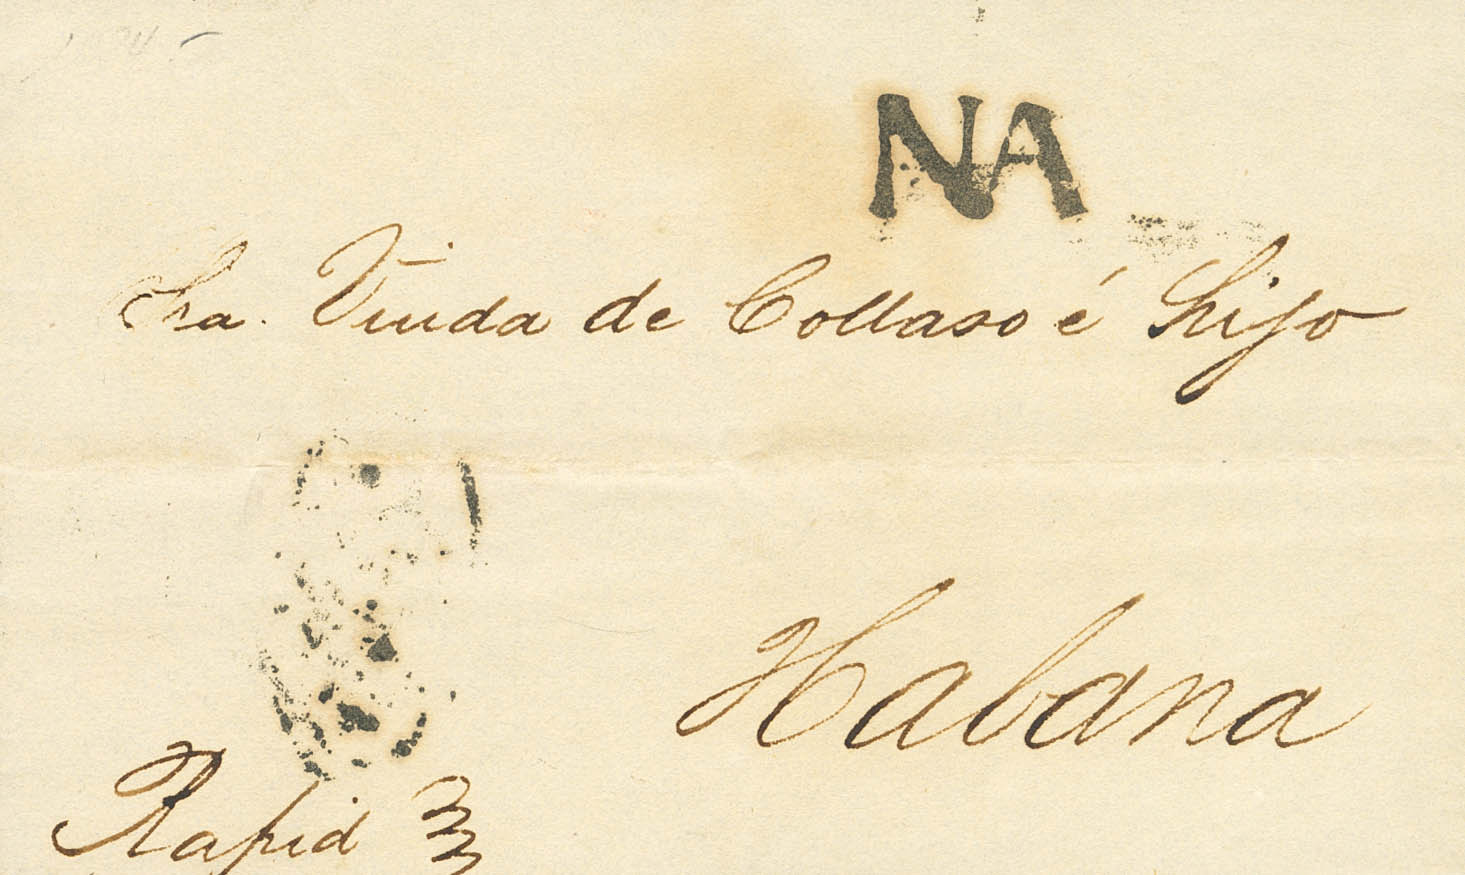 NA
Sra. Viuda de Collaso é hijo
Habana
Rapid